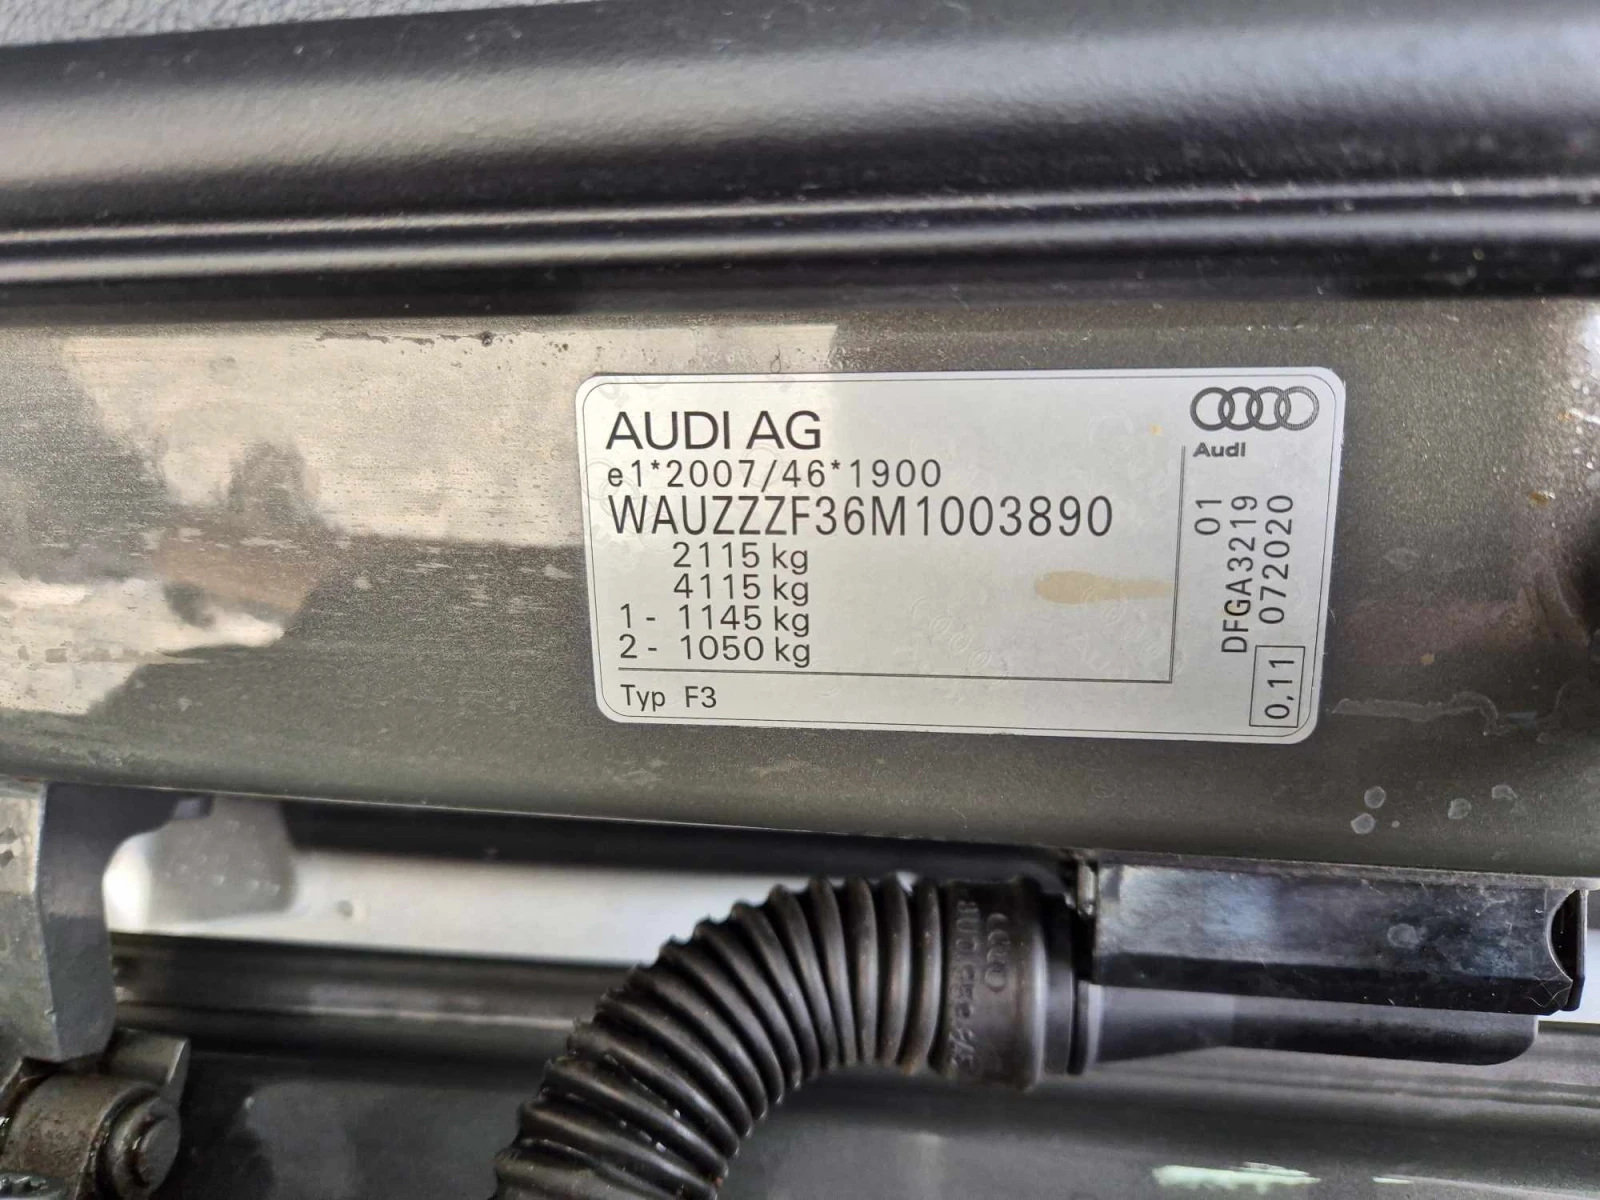 AUDI AG
e1*2007/46*1900
WAUZZZF36M1003890
2115 kg
4115 kg
1 - 1145 kg
2 - 1050 kg
Typ F3
Audi
01
DFGA3219
0,11 072020